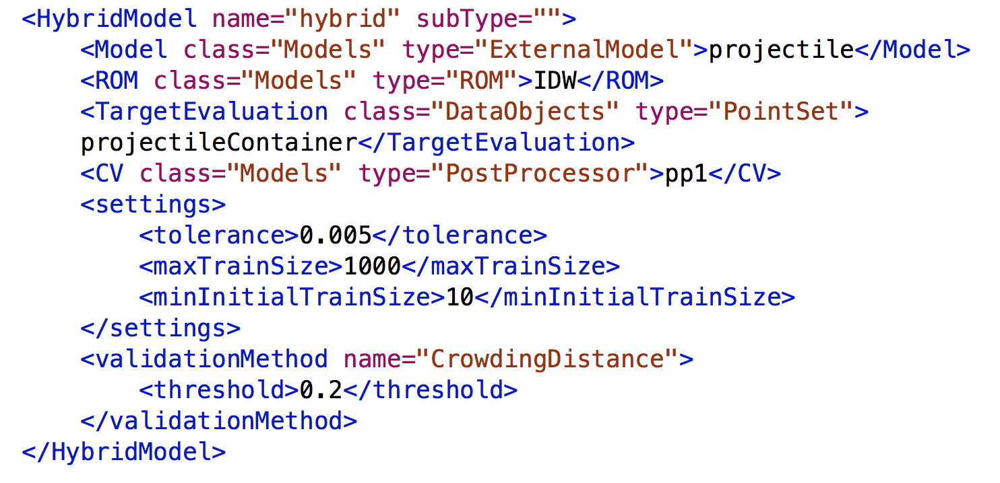 <HybridModel name="hybrid" subType="">
    <Model class="Models" type="ExternalModel">projectile</Model>
    <ROM class="Models" type="ROM">IDW</ROM>
    <TargetEvaluation class="DataObjects" type="PointSet">
    projectileContainer</TargetEvaluation>
    <CV class="Models" type="PostProcessor">pp1</CV>
    <settings>
        <tolerance>0.005</tolerance>
        <maxTrainSize>1000</maxTrainSize>
        <minInitialTrainSize>10</minInitialTrainSize>
    </settings>
    <validationMethod name="CrowdingDistance">
        <threshold>0.2</threshold>
    </validationMethod>
</HybridModel>